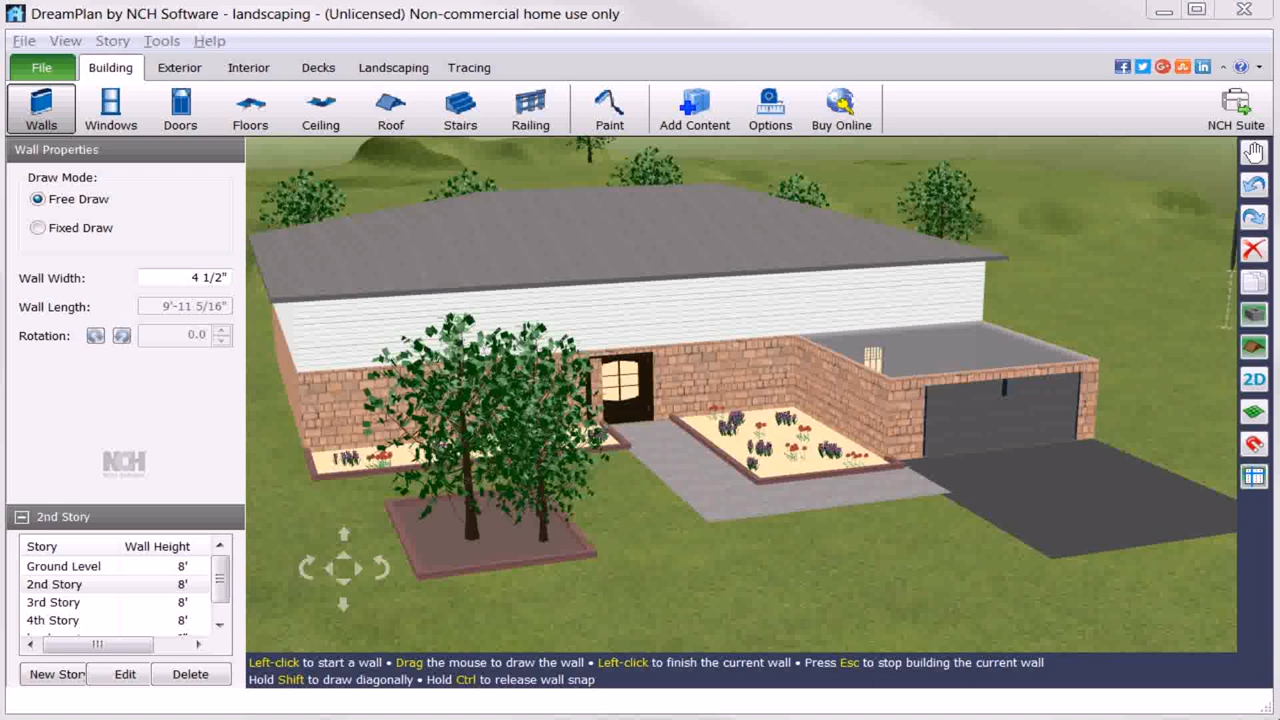 DreamPlan by NCH Software - landscaping - (Unlicensed) Non-commercial home use only
File View Story Tools Help
File Building Exterior Interior Decks Landscaping Tracing
Walls Windows Doors Floors Ceiling Roof Stairs Railing Paint Add Content Options Buy Online NCH Suite
Wall Properties
Draw Mode:
Free Draw
Fixed Draw
Wall Width: 4 1/2"
Wall Length: 9'-11 5/16"
Rotation: 0.0
2D
NCH
2nd Story
Story Wall Height
Ground Level 8'
2nd Story 8'
3rd Story 8'
4th Story 8'
New Stor Edit Delete
Left-click to start a wall • Drag the mouse to draw the wall • Left-click to finish the current wall • Press Esc to stop building the current wall
Hold Shift to draw diagonally • Hold Ctrl to release wall snap